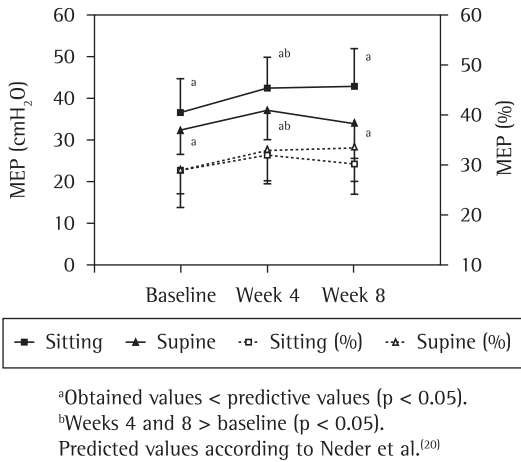 60
50
40
30
20
10
0
MEP (cmH2O)
60
50
40
30
20
10
MEP (%)
a
ab
a
a
ab
a
Baseline Week 4 Week 8
Sitting Supine Sitting (%) Supine (%)
aObtained values < predictive values (p < 0.05).
bWeeks 4 and 8 > baseline (p < 0.05).
Predicted values according to Neder et al.(20)